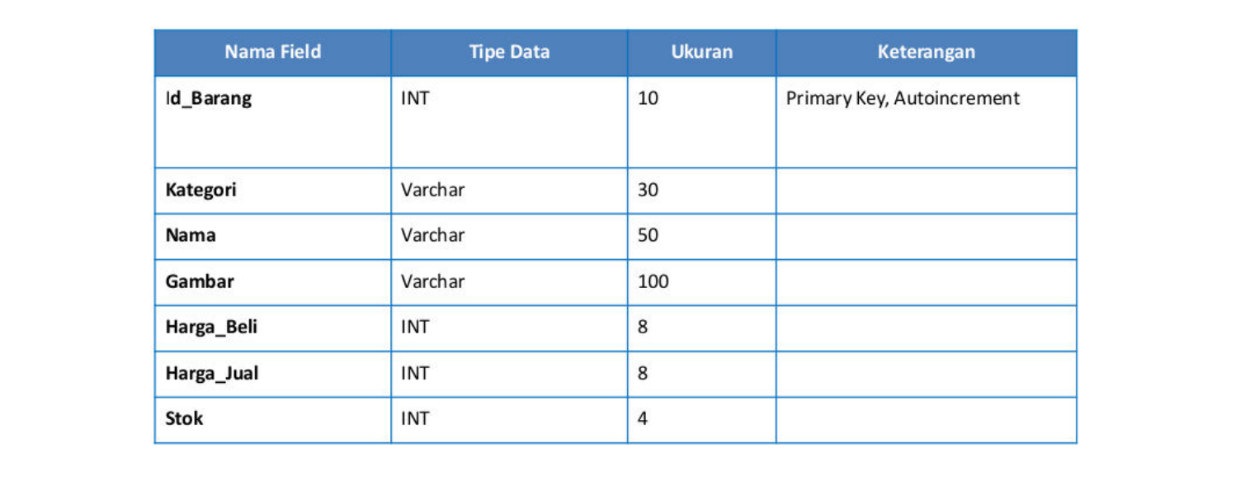 Nama Field Tipe Data Ukuran Keterangan
Id_Barang INT 10 Primary Key, Autoincrement
Kategori Varchar 30
Nama Varchar 50
Gambar Varchar 100
Harga_Beli INT 8
Harga_Jual INT 8
Stok INT 4